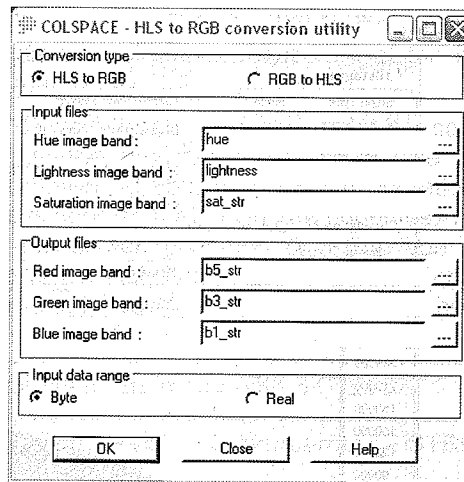 COLSPACE - HLS to RGB conversion utility
Conversion type
HLS to RGB RGB to HLS
Input files
Hue image band : hue ...
Lightness image band : lightness ...
Saturation image band : sat_str ...
Output files
Red image band : b5_str ...
Green image band : b3_str ...
Blue image band : b1_str ...
Input data range
Byte Real
OK Close Help